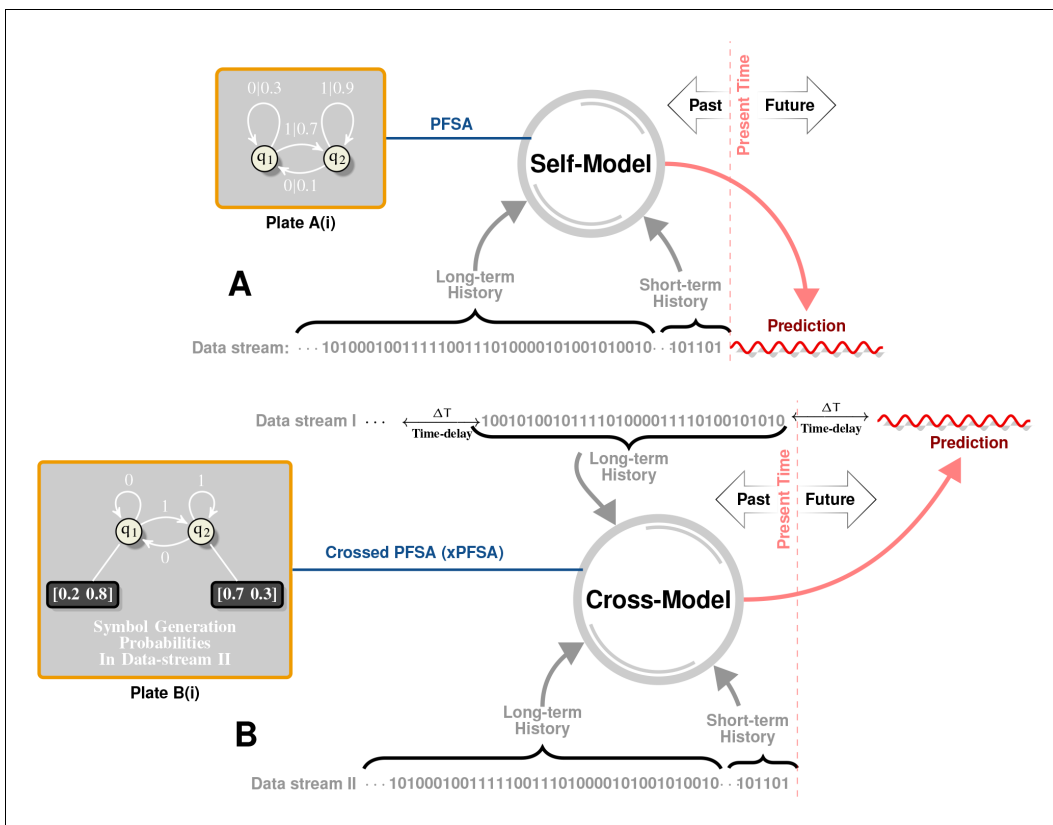 0|0.3
1|0.9
1|0.7
q1
q2
0|0.1
Plate A(i)
PFSA
Self-Model
Past
Future
Present Time
A
Long-term
History
Short-term
History
Prediction
Data stream: ··· 101000100111110011101000010100101010010··· 101101
Data stream I ··· ΔT 1001010010111101000001111010010101010 ΔT
Time-delay
Time-delay
Prediction
Long-term
History
Past
Future
Present Time
0
1
1
q1
q2
0
[0.2 0.8]
[0.7 0.3]
Symbol Generation
Probabilities
In Data-stream II
Plate B(i)
Crossed PFSA (xPFSA)
Cross-Model
B
Long-term
History
Short-term
History
Data stream II ··· 101000100111110011101000010100101010010··· 101101